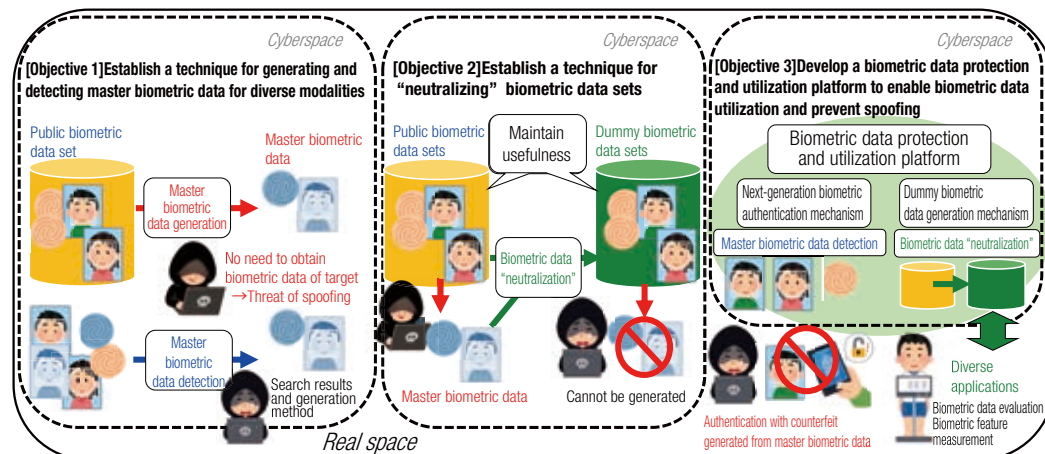 Cyberspace
[Objective 1]Establish a technique for generating and
detecting master biometric data for diverse modalities
Public biometric
data set
Master biometric
data
Master
biometric
data generation
No need to obtain
biometric data of target
→Threat of spoofing
Master
biometric
data detection
Search results
and generation
method
Cyberspace
[Objective 2]Establish a technique for
“neutralizing” biometric data sets
Public biometric
data sets
Maintain
usefulness
Dummy biometric
data sets
Biometric data
“neutralization”
Master biometric data
Cannot be generated
Cyberspace
[Objective 3]Develop a biometric data protection
and utilization platform to enable biometric data
utilization and prevent spoofing
Biometric data protection
and utilization platform
Next-generation biometric
authentication mechanism
Dummy biometric
data generation mechanism
Master biometric data detection
Biometric data “neutralization”
Diverse
applications
Authentication with counterfeit
generated from master biometric data
Biometric data evaluation
Biometric feature
measurement
Real space